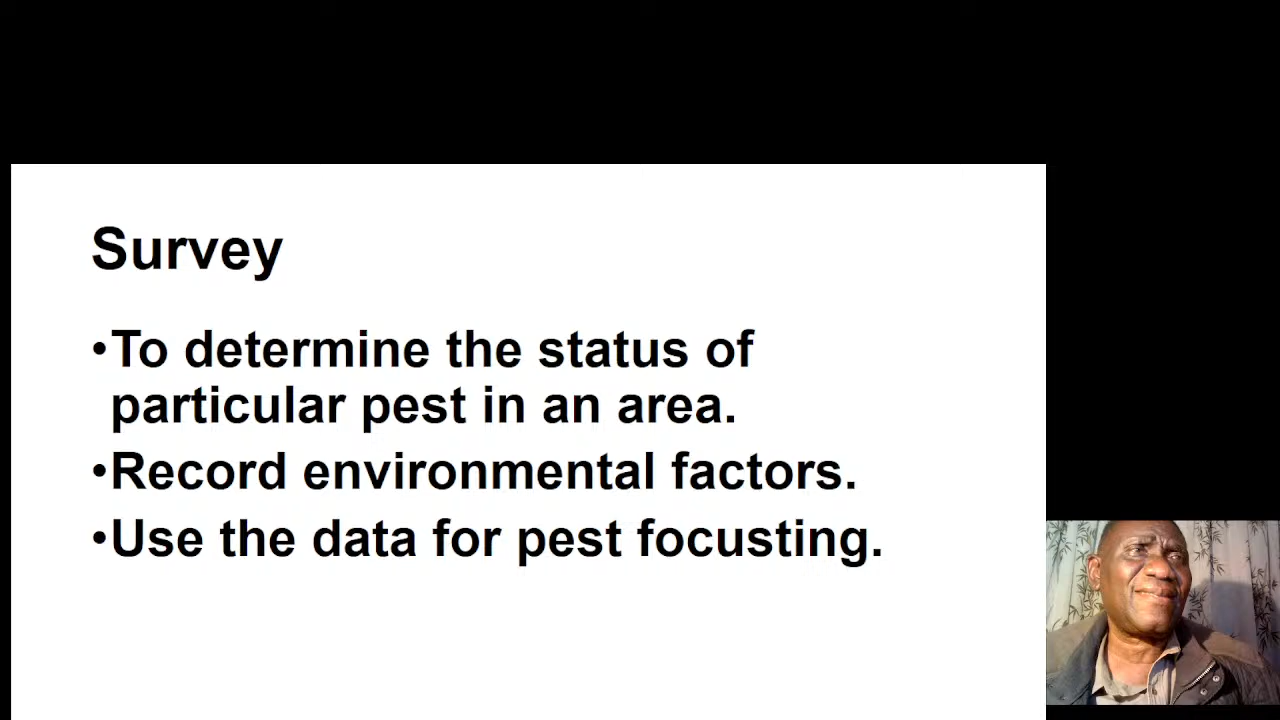 Survey
•To determine the status of
particular pest in an area.
•Record environmental factors.
•Use the data for pest focusting.